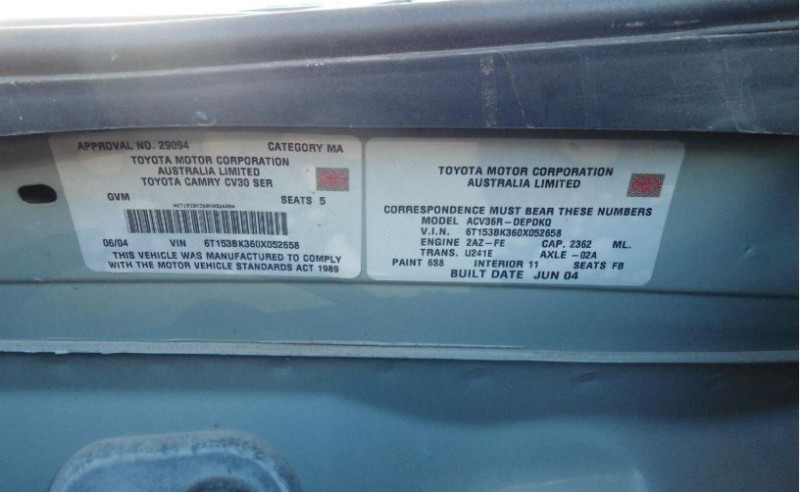 APPROVAL NO. 29094 CATEGORY MA
TOYOTA MOTOR CORPORATION
AUSTRALIA LIMITED
TOYOTA CAMRY CV30 SER
GVM SEATS 5
06/04 VIN 6T153BK360X052658
THIS VEHICLE WAS MANUFACTURED TO COMPLY
WITH THE MOTOR VEHICLE STANDARDS ACT 1989
TOYOTA MOTOR CORPORATION
AUSTRALIA LIMITED
CORRESPONDENCE MUST BEAR THESE NUMBERS
MODEL ACV36R-DEPDKQ
V.I.N. 6T153BK360X052658
ENGINE 2AZ-FE CAP. 2362 ML.
TRANS. U241E AXLE -02A
PAINT 6S8 INTERIOR 11 SEATS FB
BUILT DATE JUN 04